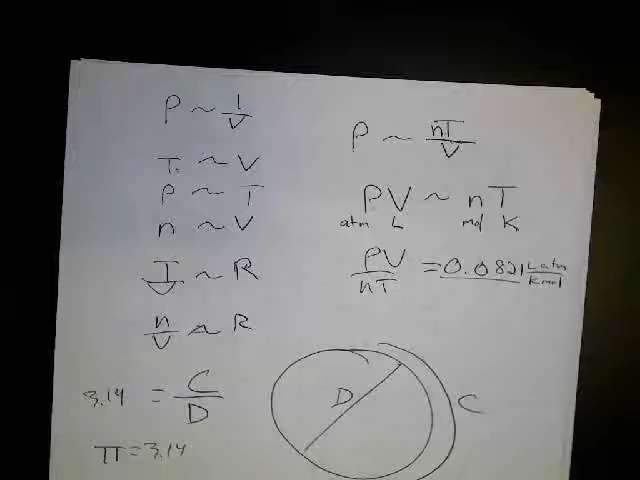 P ~ 1/V
T ~ V
P ~ T
n ~ V
T/V ~ R
n/V ~ R
3.14 = C/D
π = 3.14
P ~ nT/V
PV ~ nT
atm L mol K
PV/nT = 0.0821 L atm/K mol
D
C